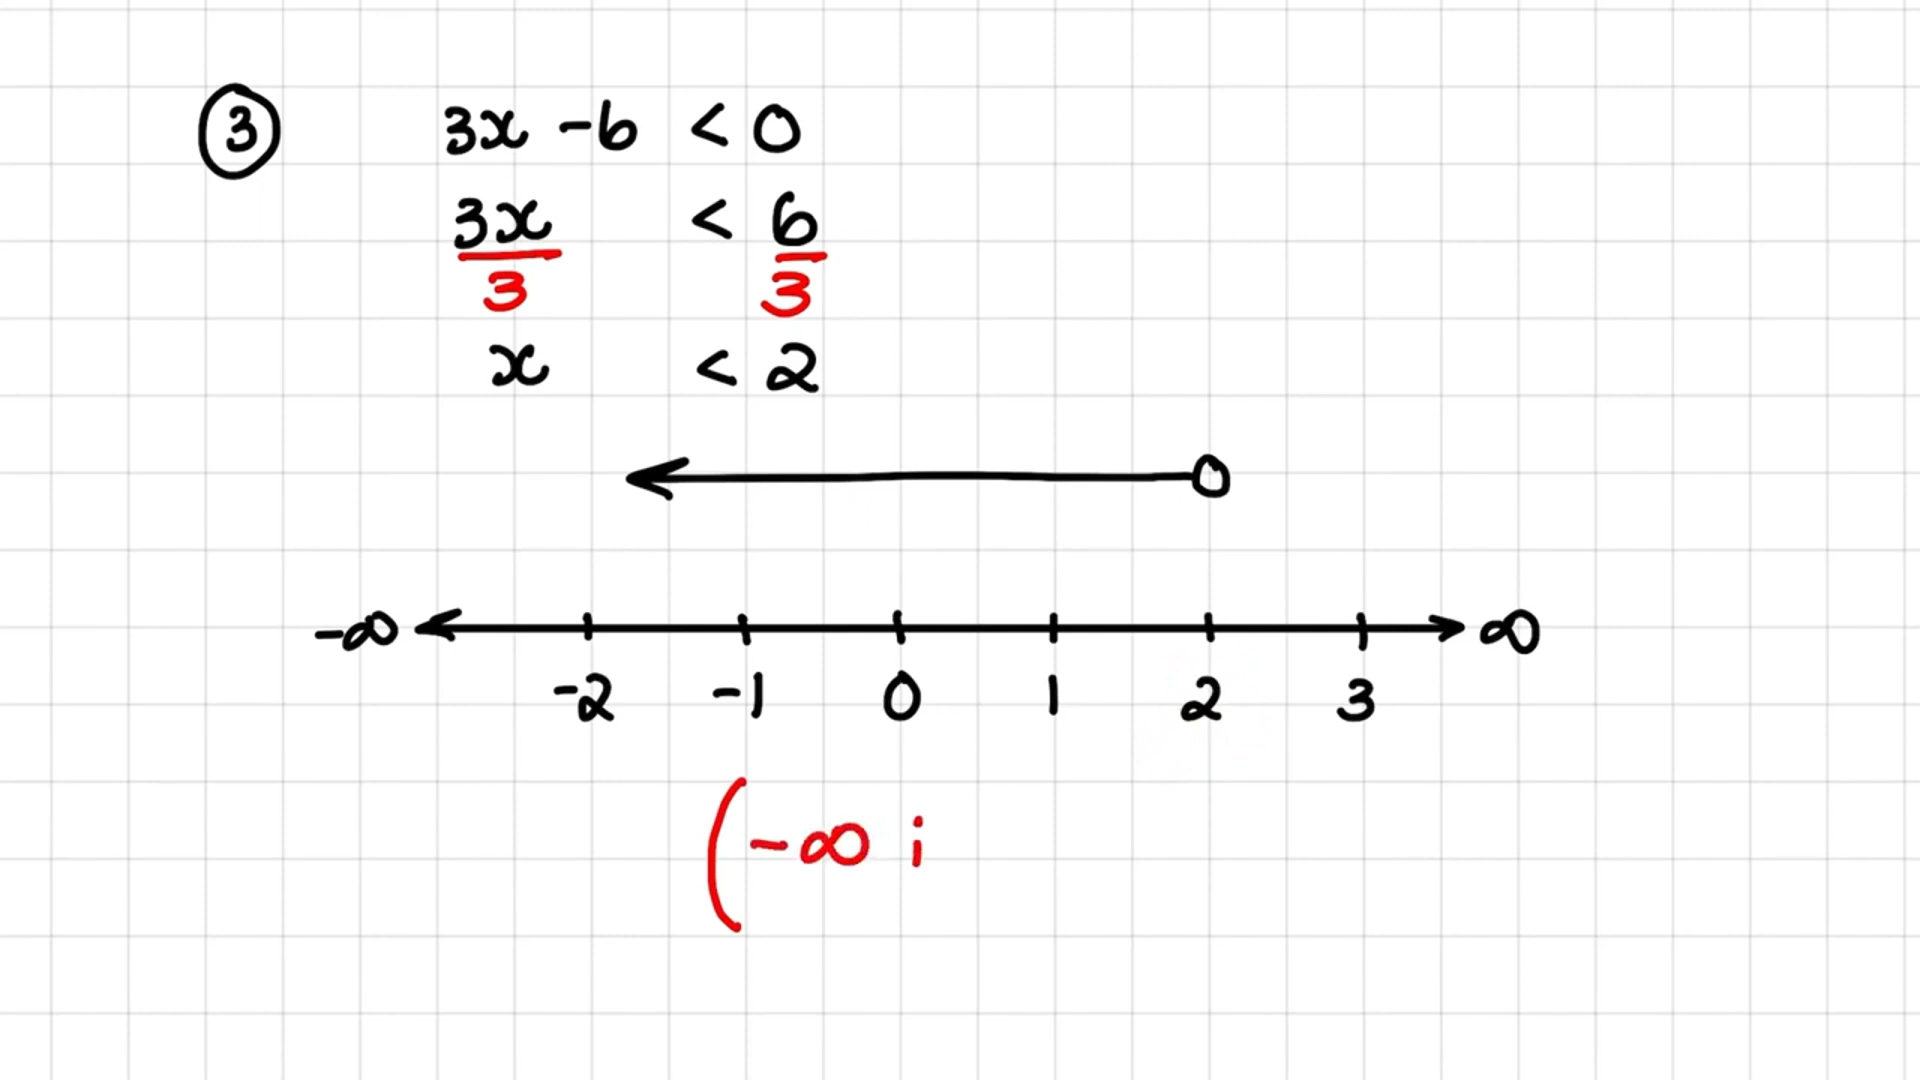 ③ 3x - 6 < 0
3x < 6
3 3
x < 2
-∞ ∞
-2 -1 0 1 2 3
(-∞ ;